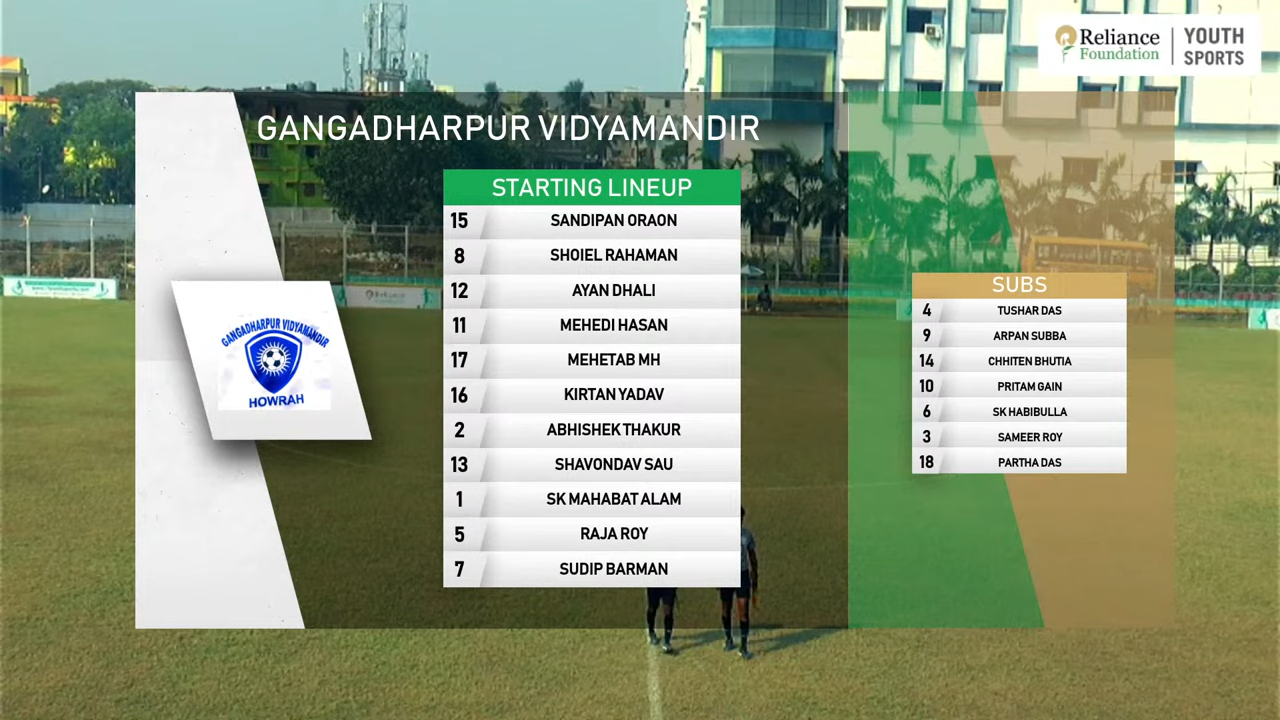 Reliance
Foundation
YOUTH
SPORTS
GANGADHARPUR VIDYAMANDIR
STARTING LINEUP
15 SANDIPAN ORAON
8 SHOIEL RAHAMAN
12 AYAN DHALI
11 MEHEDI HASAN
17 MEHETAB MH
16 KIRTAN YADAV
2 ABHISHEK THAKUR
13 SHAVONDAV SAU
1 SK MAHABAT ALAM
5 RAJA ROY
7 SUDIP BARMAN
GANGADHARPUR VIDYAMANDIR
HOWRAH
SUBS
4 TUSHAR DAS
9 ARPAN SUBBA
14 CHHITEN BHUTIA
10 PRITAM GAIN
6 SK HABIBULLA
3 SAMEER ROY
18 PARTHA DAS